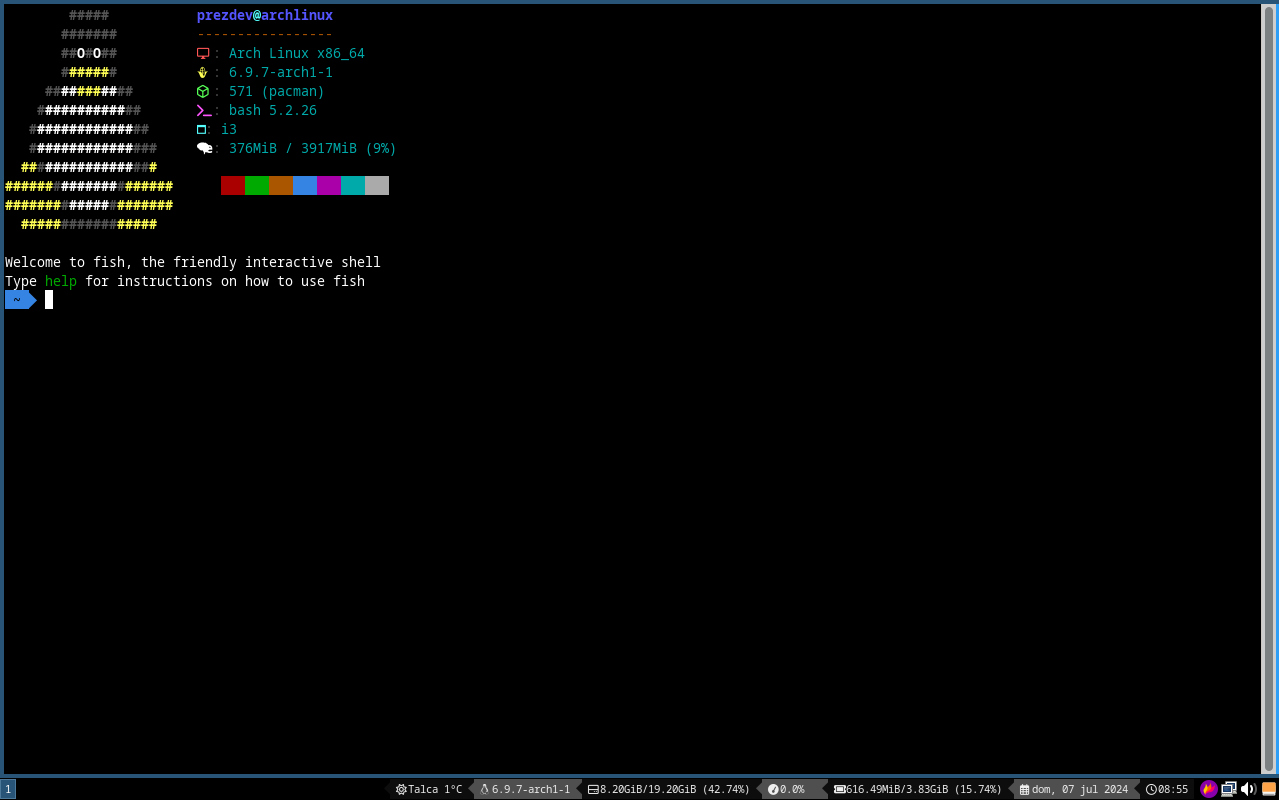 prezdev@archlinux
-----------------
: Arch Linux x86_64
: 6.9.7-arch1-1
: 571 (pacman)
: bash 5.2.26
: i3
: 376MiB / 3917MiB (9%)
#####
#######
##O#O##
#######
###########
#############
###############
################
#################
#####################
#####################
#################
Welcome to fish, the friendly interactive shell
Type help for instructions on how to use fish
~
1 Talca 1°C 6.9.7-arch1-1 8.20GiB/19.20GiB (42.74%) 0.0% 616.49MiB/3.83GiB (15.74%) dom, 07 jul 2024 08:55